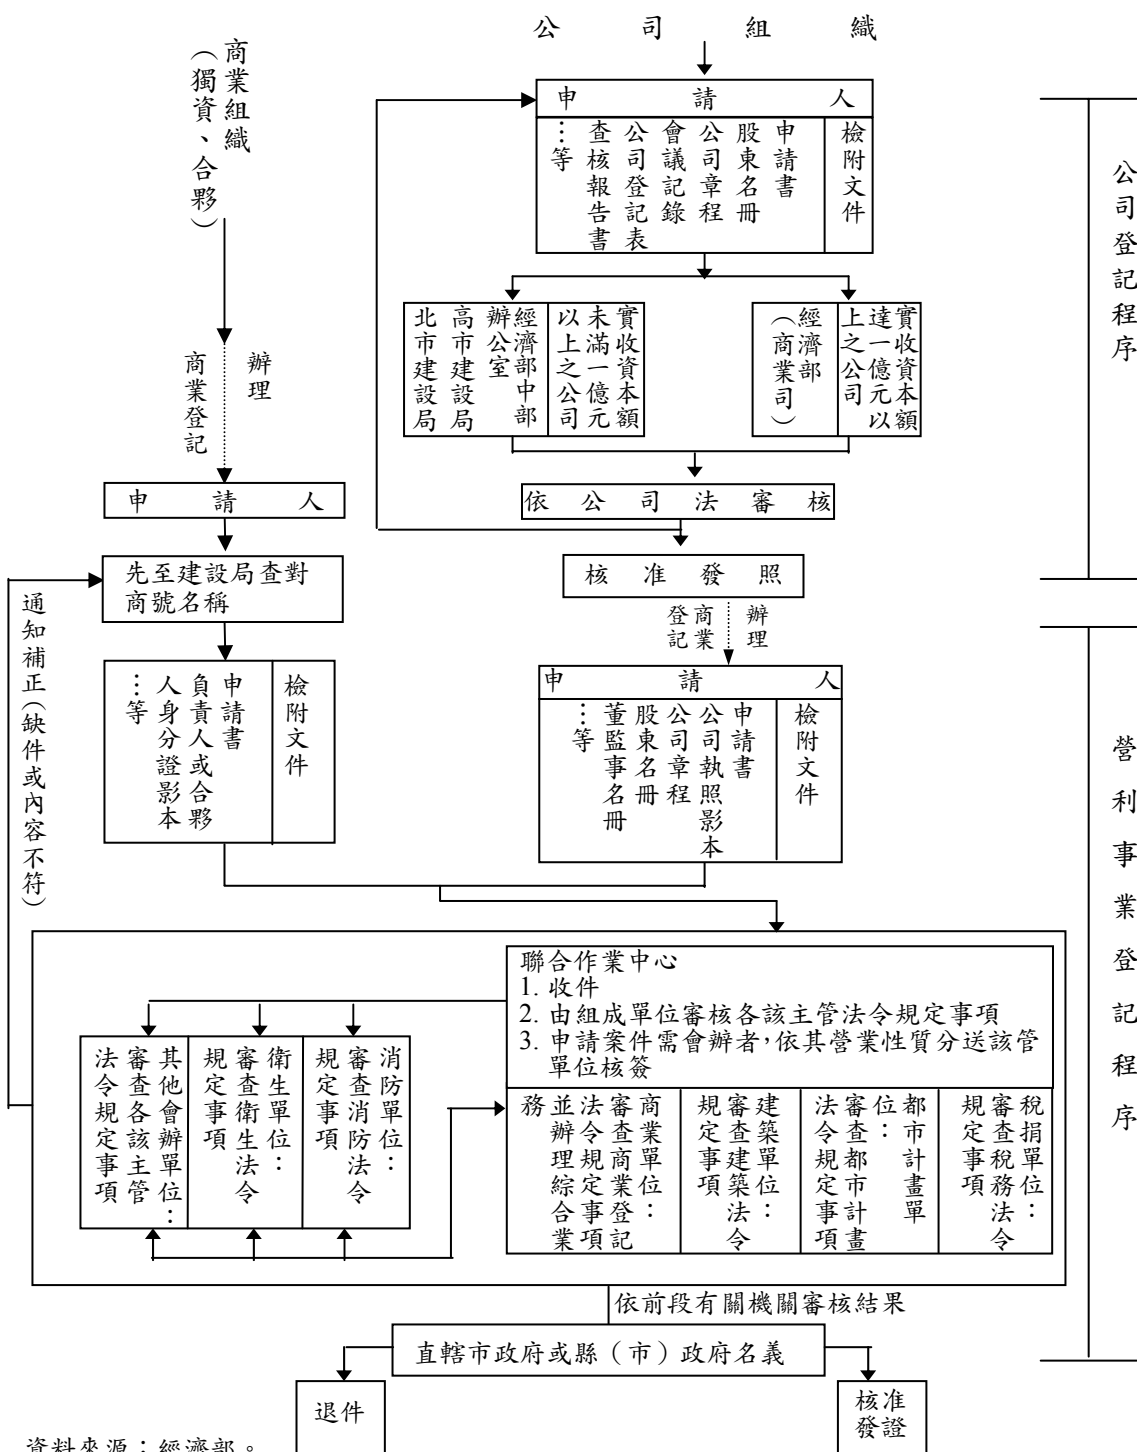 公司組織
商業組織
（獨資、合夥）
申請人
檢附文件
申請書
股東名冊
公司章程
會議記錄
公司登記表
查核報告書
…等
公司登記程序
實收資本額
未滿一億元
以上之公司
經濟部中部
辦公室
高市建設局
北市建設局
實收資本額
達一億元以
上之公司
經濟部
（商業司）
辦理
商業登記
依公司法審核
申請人
核准發照
先至建設局查對
商號名稱
辦理
商業
登記
通知補正（缺件或內容不符）
檢附文件
申請書
負責人或合夥
人身分證影本
…等
申請人
檢附文件
申請書
公司執照影本
公司章程
股東名冊
董監事名冊
…等
營利事業登記程序
聯合作業中心
1. 收件
2. 由組成單位審核各該主管法令規定事項
3. 申請案件需會辦者，依其營業性質分送該管
單位核簽
消防單位：
審查消防法令
規定事項
衛生單位：
審查衛生法令
規定事項
其他會辦單位：
審查各該主管
法令規定事項
稅捐單位：
審查稅務法令
規定事項
都市計畫單
位：
審查都市計畫
法令規定事項
建築單位：
審查建築法令
規定事項
商業單位：
審查商業登記
法令規定事項
並辦理綜合業
務
依前段有關機關審核結果
直轄市政府或縣（市）政府名義
退件
核准
發證
資料來源：經濟部。